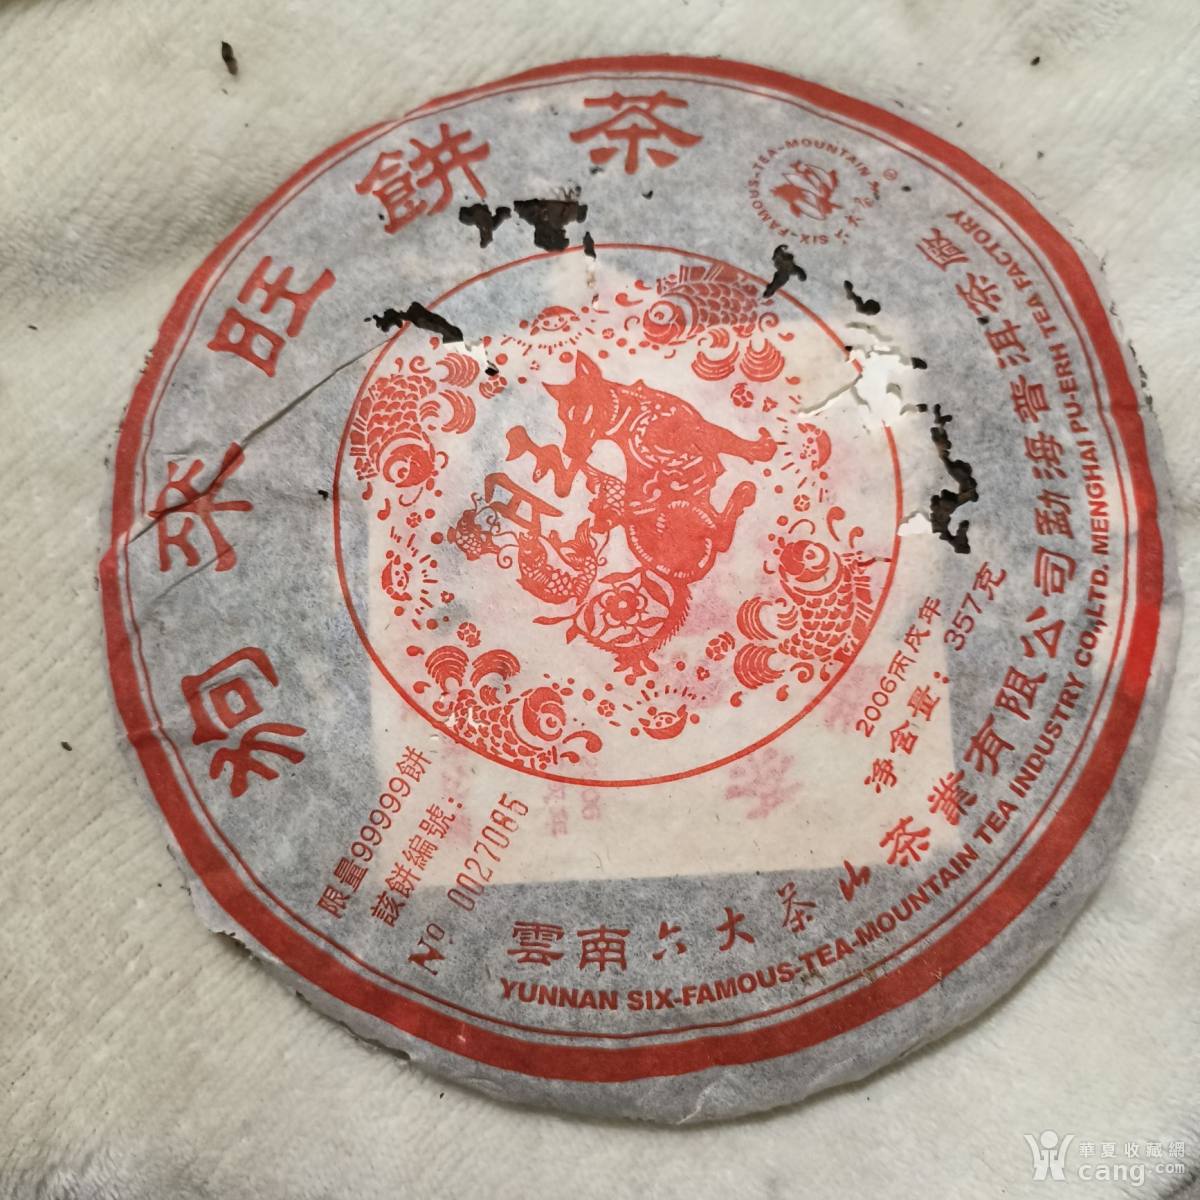 狗来旺餅茶
SIX-FAMOUS-TEA-MOUNTAIN
六大茶山
®
旺
2006丙戌年
净含量：357克
限量99999餅
該餅編號：
No 00270865
雲南六大茶山茶業有限公司勐海普洱茶廠
YUNNAN SIX-FAMOUS-TEA-MOUNTAIN TEA INDUSTRY CO.,LTD. MENGHAI PU-ERH TEA FACTORY
華夏收藏網
cang.com